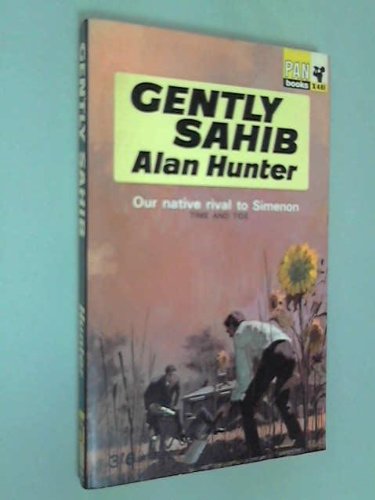 PAN
books
GENTLY
SAHIB
Alan Hunter
Our native rival to Simenon
TIME AND TIDE
3/6
GENTLY SAHIB
Hunter